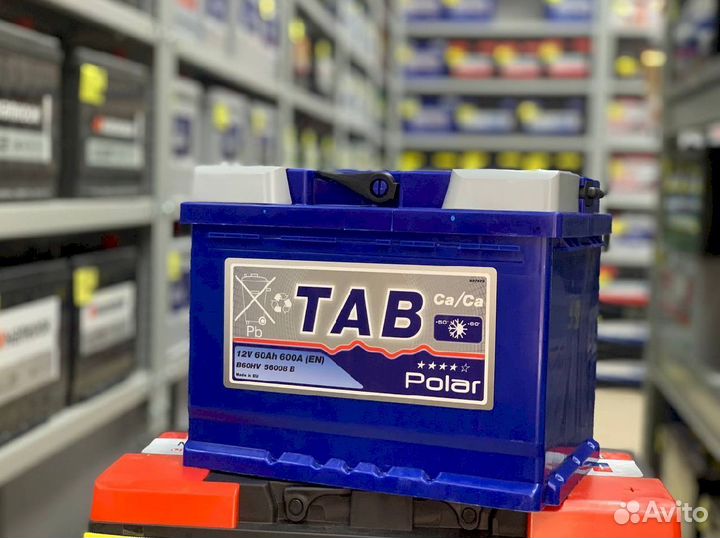 TAB
Ca/Ca
-50° -60°
Pb
12V 60Ah 600A (EN)
B60HV 56008 B
Made in EU
Polar
Avito